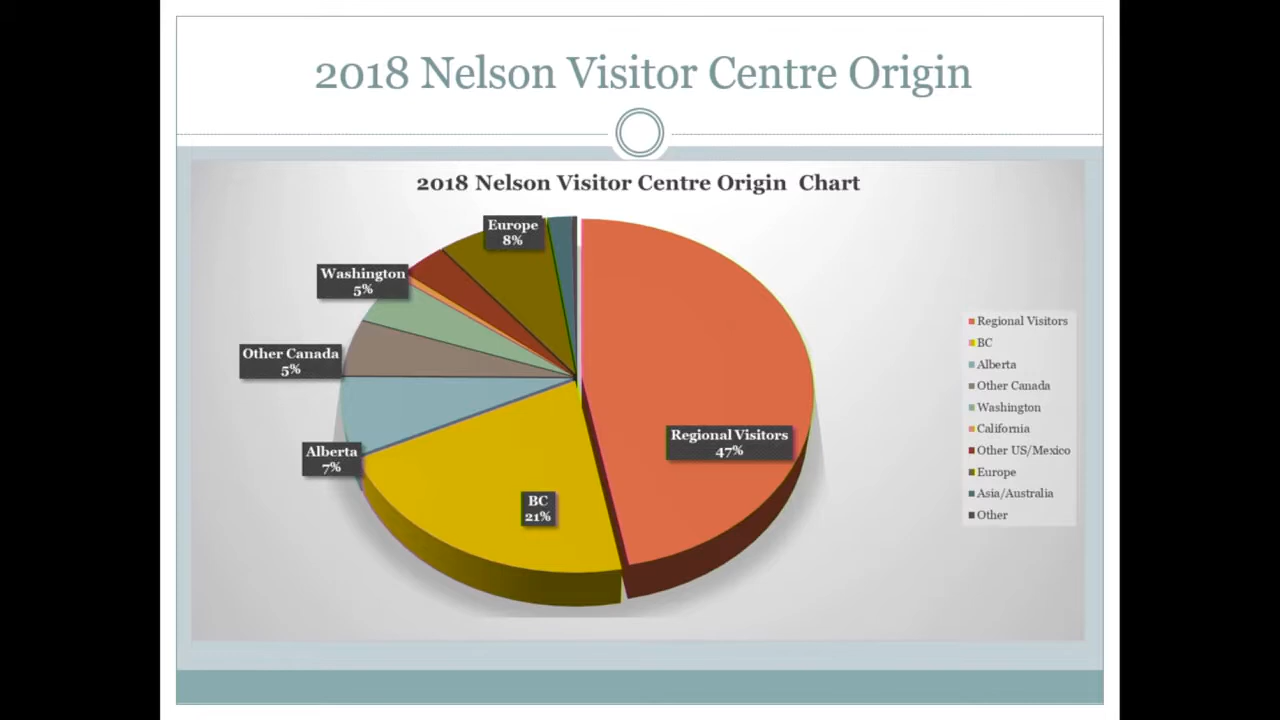 2018 Nelson Visitor Centre Origin
2018 Nelson Visitor Centre Origin Chart
Europe
8%
Washington
5%
Other Canada
5%
Alberta
7%
BC
21%
Regional Visitors
47%
Regional Visitors
BC
Alberta
Other Canada
Washington
California
Other US/Mexico
Europe
Asia/Australia
Other